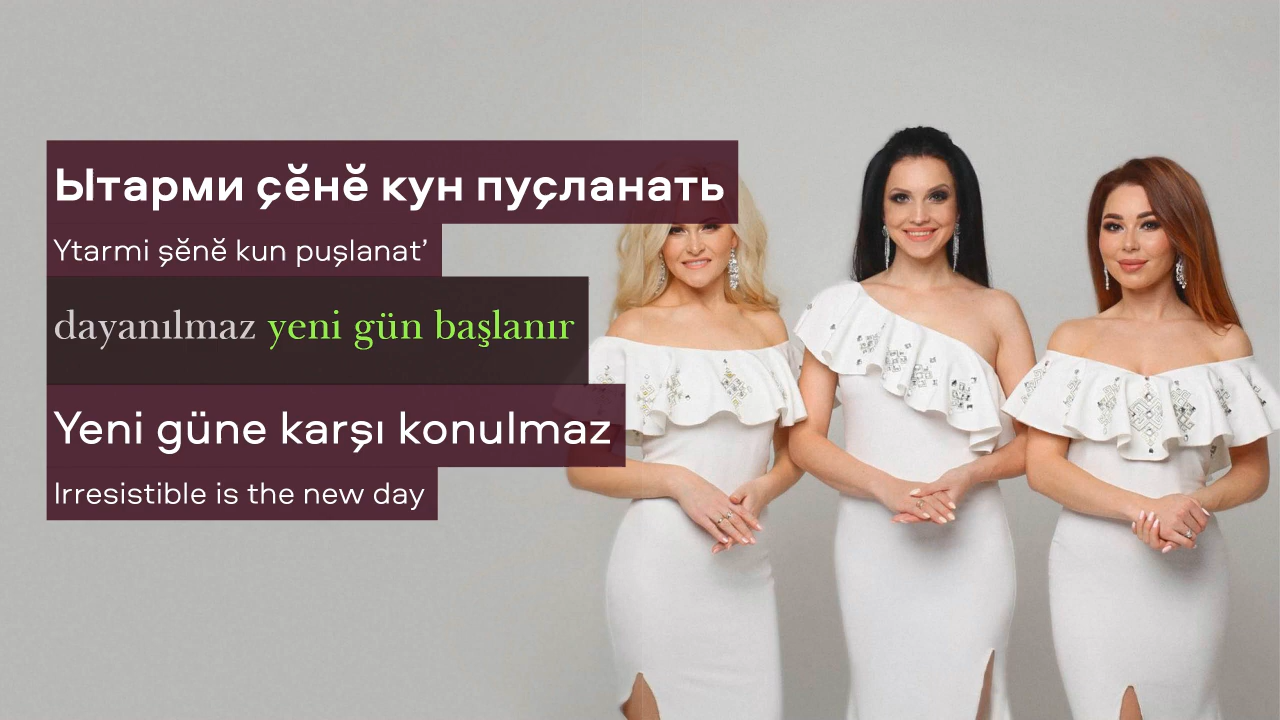 Ытарми ҫӗнӗ кун пуҫланать
Ytarmi şĕnĕ kun puşlanat’
dayanılmaz yeni gün başlanır
Yeni güne karşı konulmaz
Irresistible is the new day